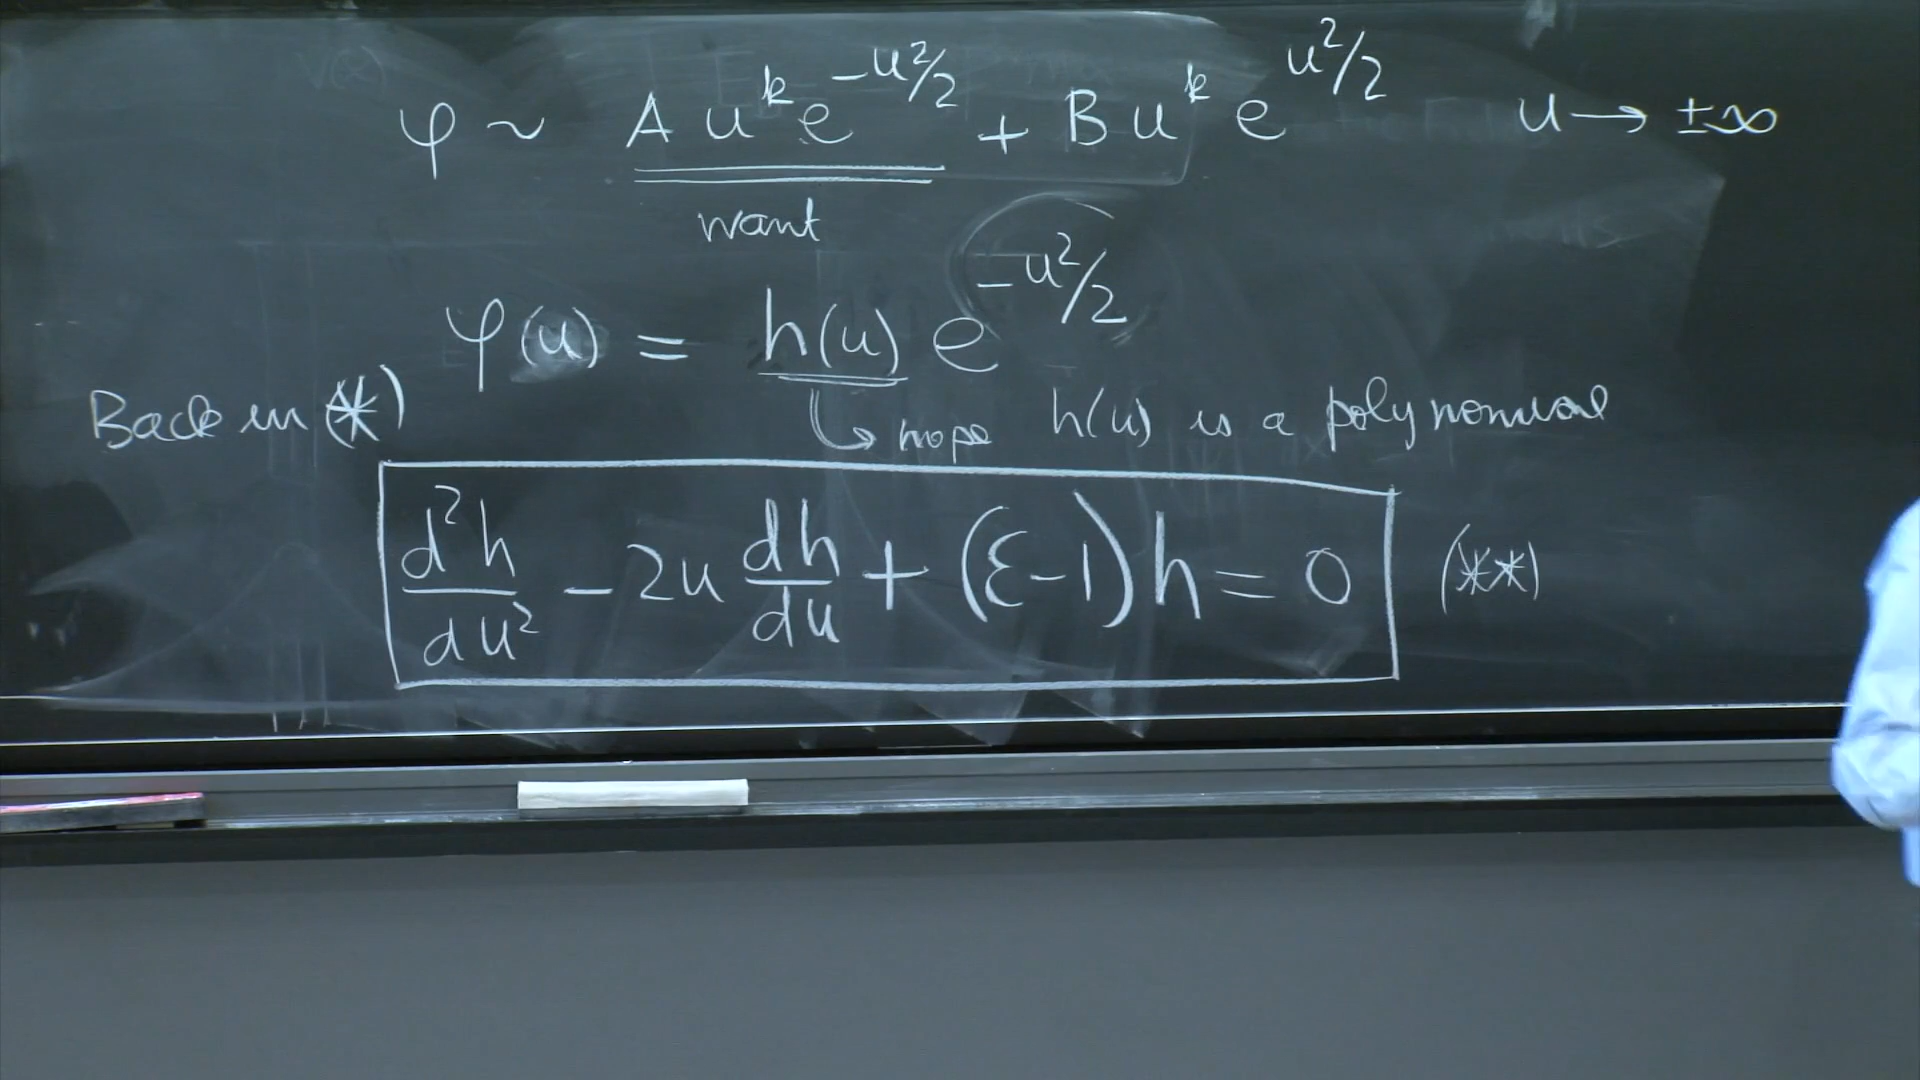 φ ~ A u^k e^{-u²/2} + B u^k e^{u²/2} u → ±∞
want
φ(u) = h(u) e^{-u²/2}
Back in (*)
↳ hope h(u) is a polynomial
d²h/du² - 2u dh/du + (ℰ-1)h = 0 (**)